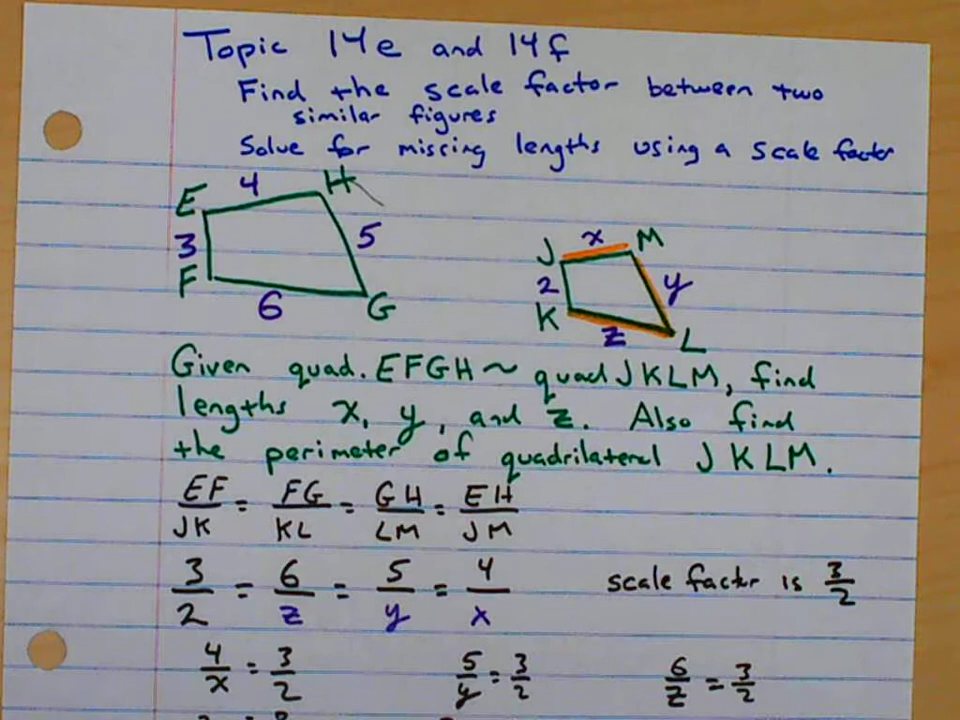 Topic 14e and 14f
Find the scale factor between two
similar figures
Solve for missing lengths using a scale factor
E 4 H
3 5
F 6 G
J x M
2 y
K z L
Given quad. EFGH ~ quad JKLM, find
lengths x, y, and z. Also find
the perimeter of quadrilateral JKLM.
EF/JK = FG/KL = GH/LM = EH/JM
3/2 = 6/z = 5/y = 4/x scale factor is 3/2
4/x = 3/2 5/y = 3/2 6/z = 3/2